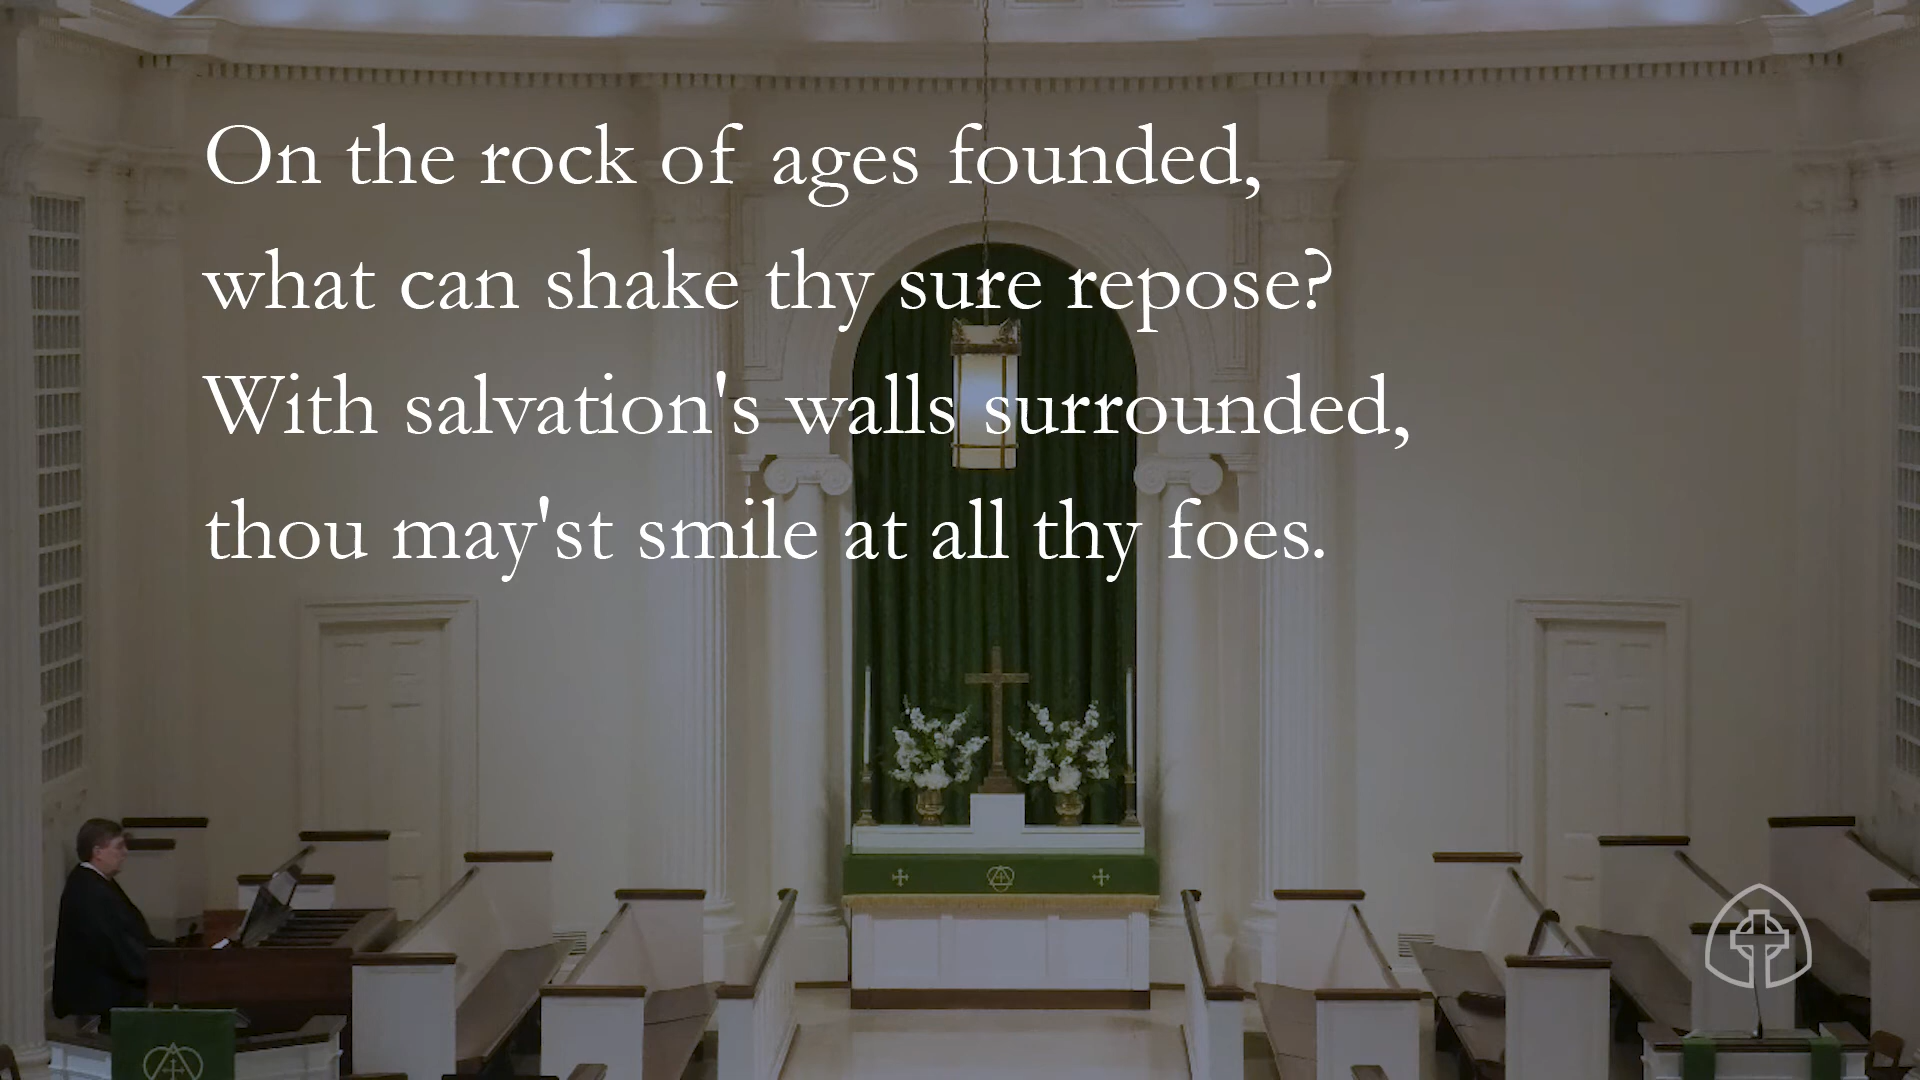 On the rock of ages founded,
what can shake thy sure repose?
With salvation's walls surrounded,
thou may'st smile at all thy foes.